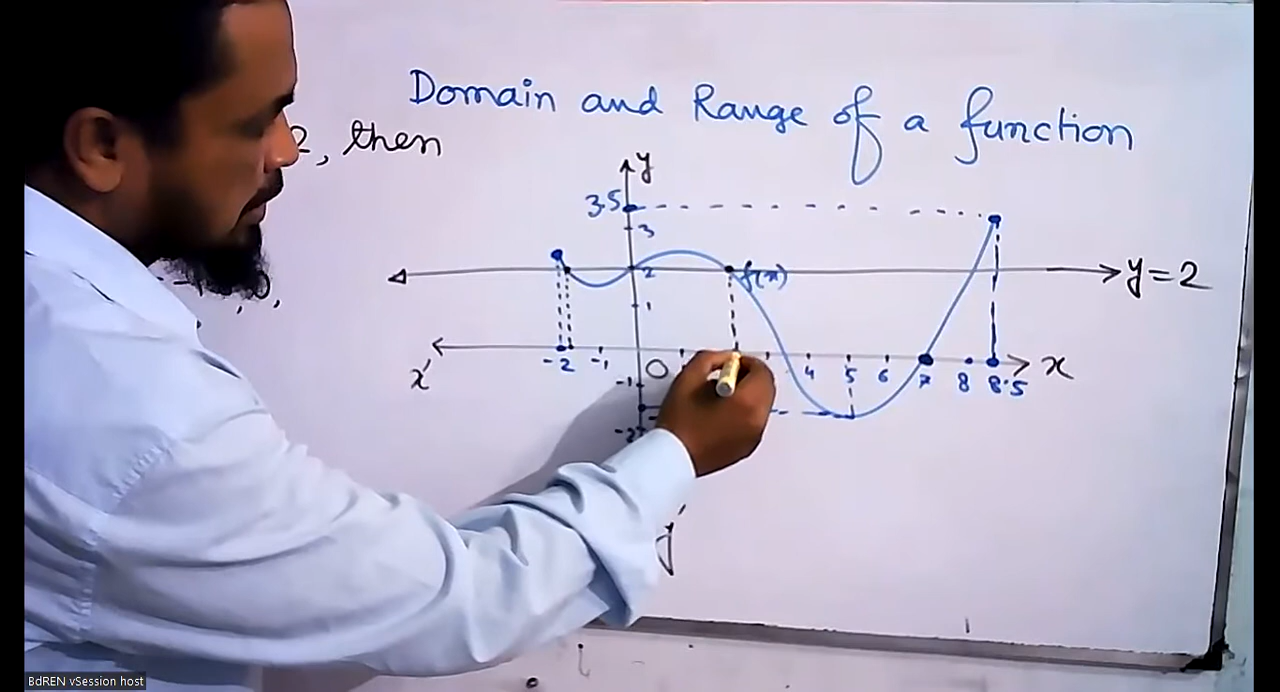 Domain and Range of a function
2, then
y
3.5
3
2
f(x)
y=2
1
x'
-2
-1
O
4
5
6
7
8
8.5
x
-1
-2
BdREN vSession host